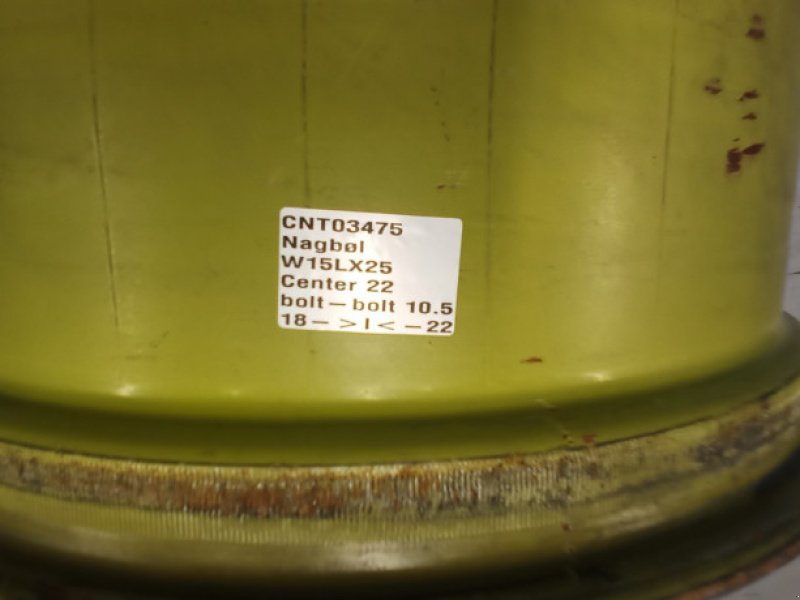 CNT03475
Nagbøl
W15LX25
Center 22
bolt – bolt 10.5
18 – > I < – 22